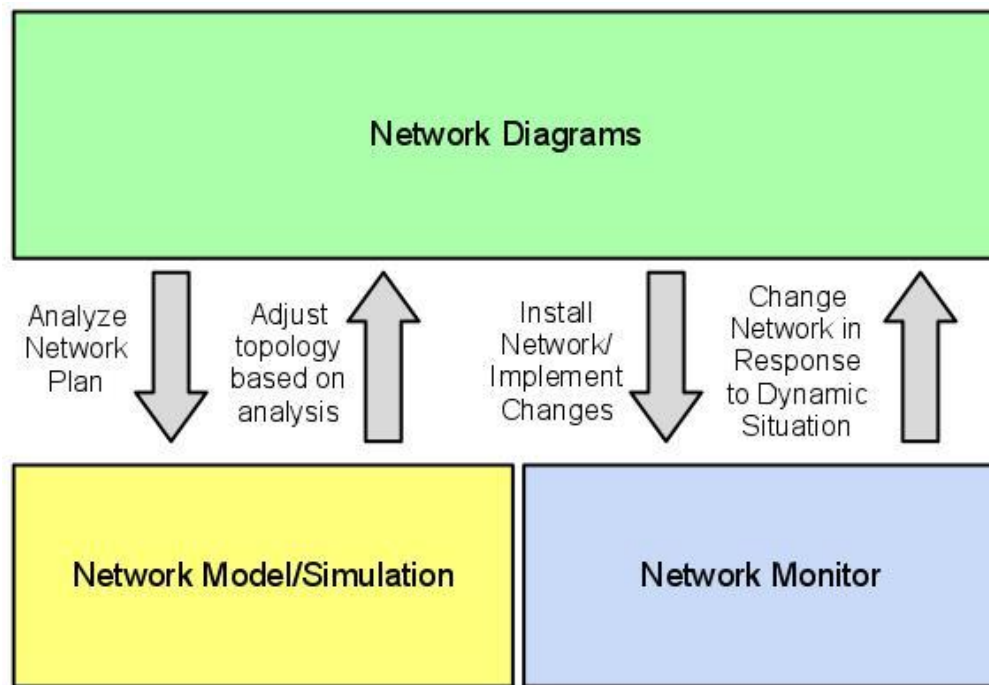 Network Diagrams
Analyze
Network
Plan
Adjust
topology
based on
analysis
Install
Network/
Implement
Changes
Change
Network in
Response
to Dynamic
Situation
Network Model/Simulation
Network Monitor